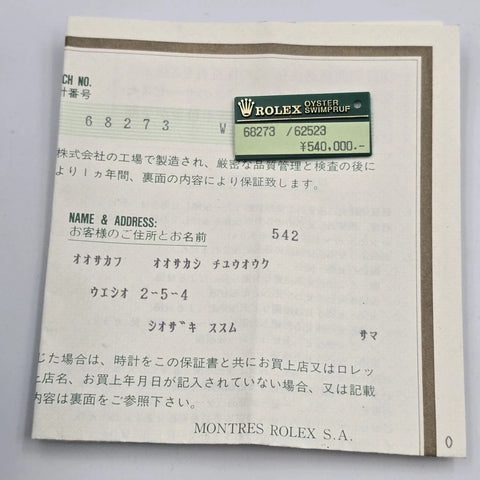 CH NO.
計番号
68273 W
ROLEX OYSTER SWIMPRUF
68273 /62523
¥540,000.-
株式会社の工場で製造され、厳密な品質管理と検査の後に
より1ヵ年間、裏面の内容により保証致します。
NAME & ADDRESS:
お客様のご住所とお名前
542
オオサカフ オオサカシ チユウオウク
ウエシオ 2-5-4
シオザキ ススム サマ
じた場合は、時計をこの保証書と共にお買上店又はロレッ
上店名、お買上年月日が記入されていない場合、又は記載
内容は裏面をご参照下さい。
MONTRES ROLEX S.A.
O